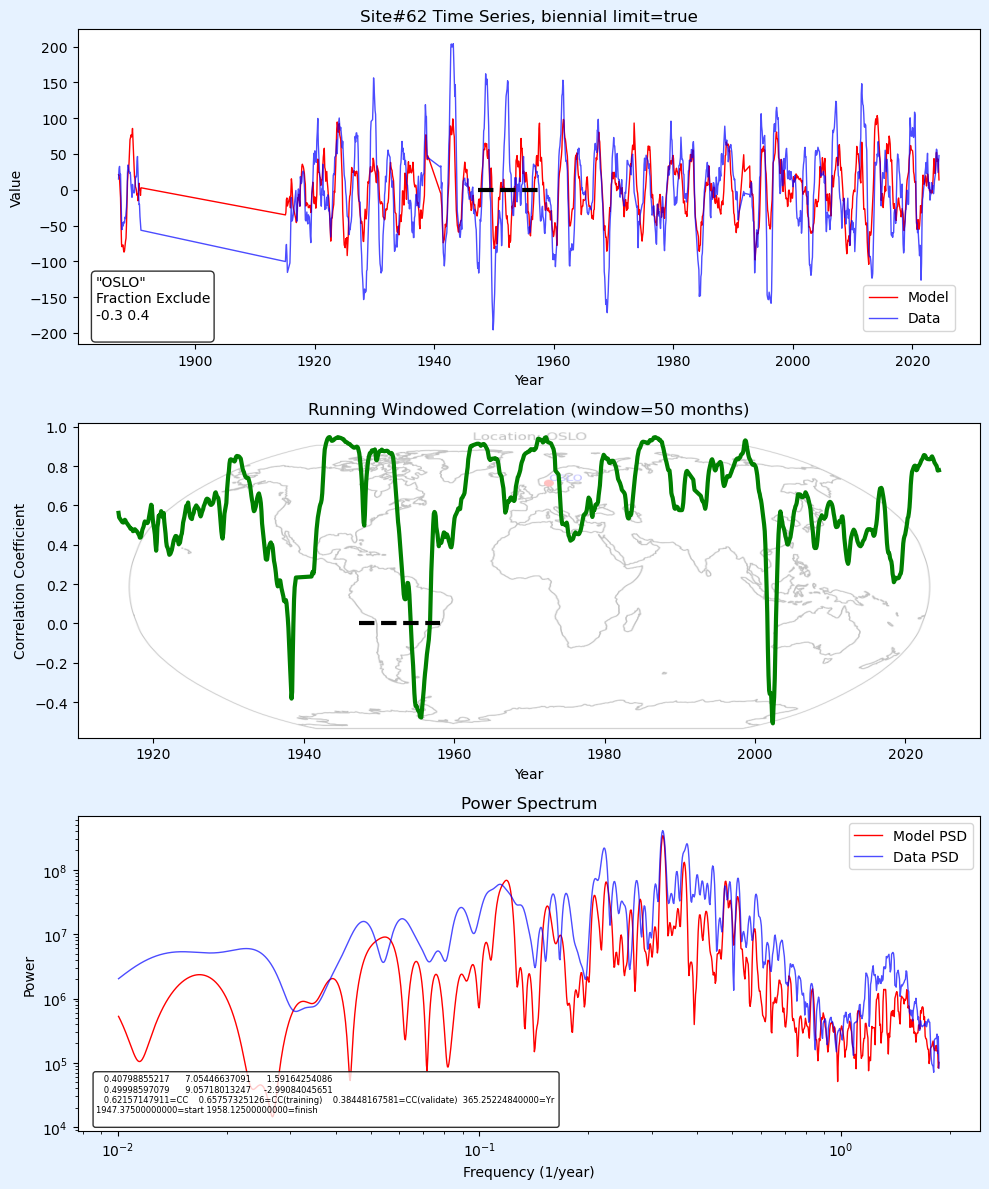 Site#62 Time Series, biennial limit=true
Value
200
150
100
50
0
−50
−100
−150
−200
"OSLO"
Fraction Exclude
-0.3 0.4
Model
Data
1900
1920
1940
1960
1980
2000
2020
Year
Running Windowed Correlation (window=50 months)
Correlation Coefficient
1.0
0.8
0.6
0.4
0.2
0.0
−0.2
−0.4
Location: OSLO
1920
1940
1960
1980
2000
2020
Year
Power Spectrum
Power
10^8
10^7
10^6
10^5
10^4
Model PSD
Data PSD
0.40798855217 7.05446637091 1.59164254086
0.49998597079 9.05718013247 -2.99084045651
0.62157147911=CC 0.65757325126=CC(training) 0.38448167581=CC(validate) 365.25224840000=Yr
1947.37500000000=start 1958.12500000000=finish
10^−2
10^−1
10^0
Frequency (1/year)